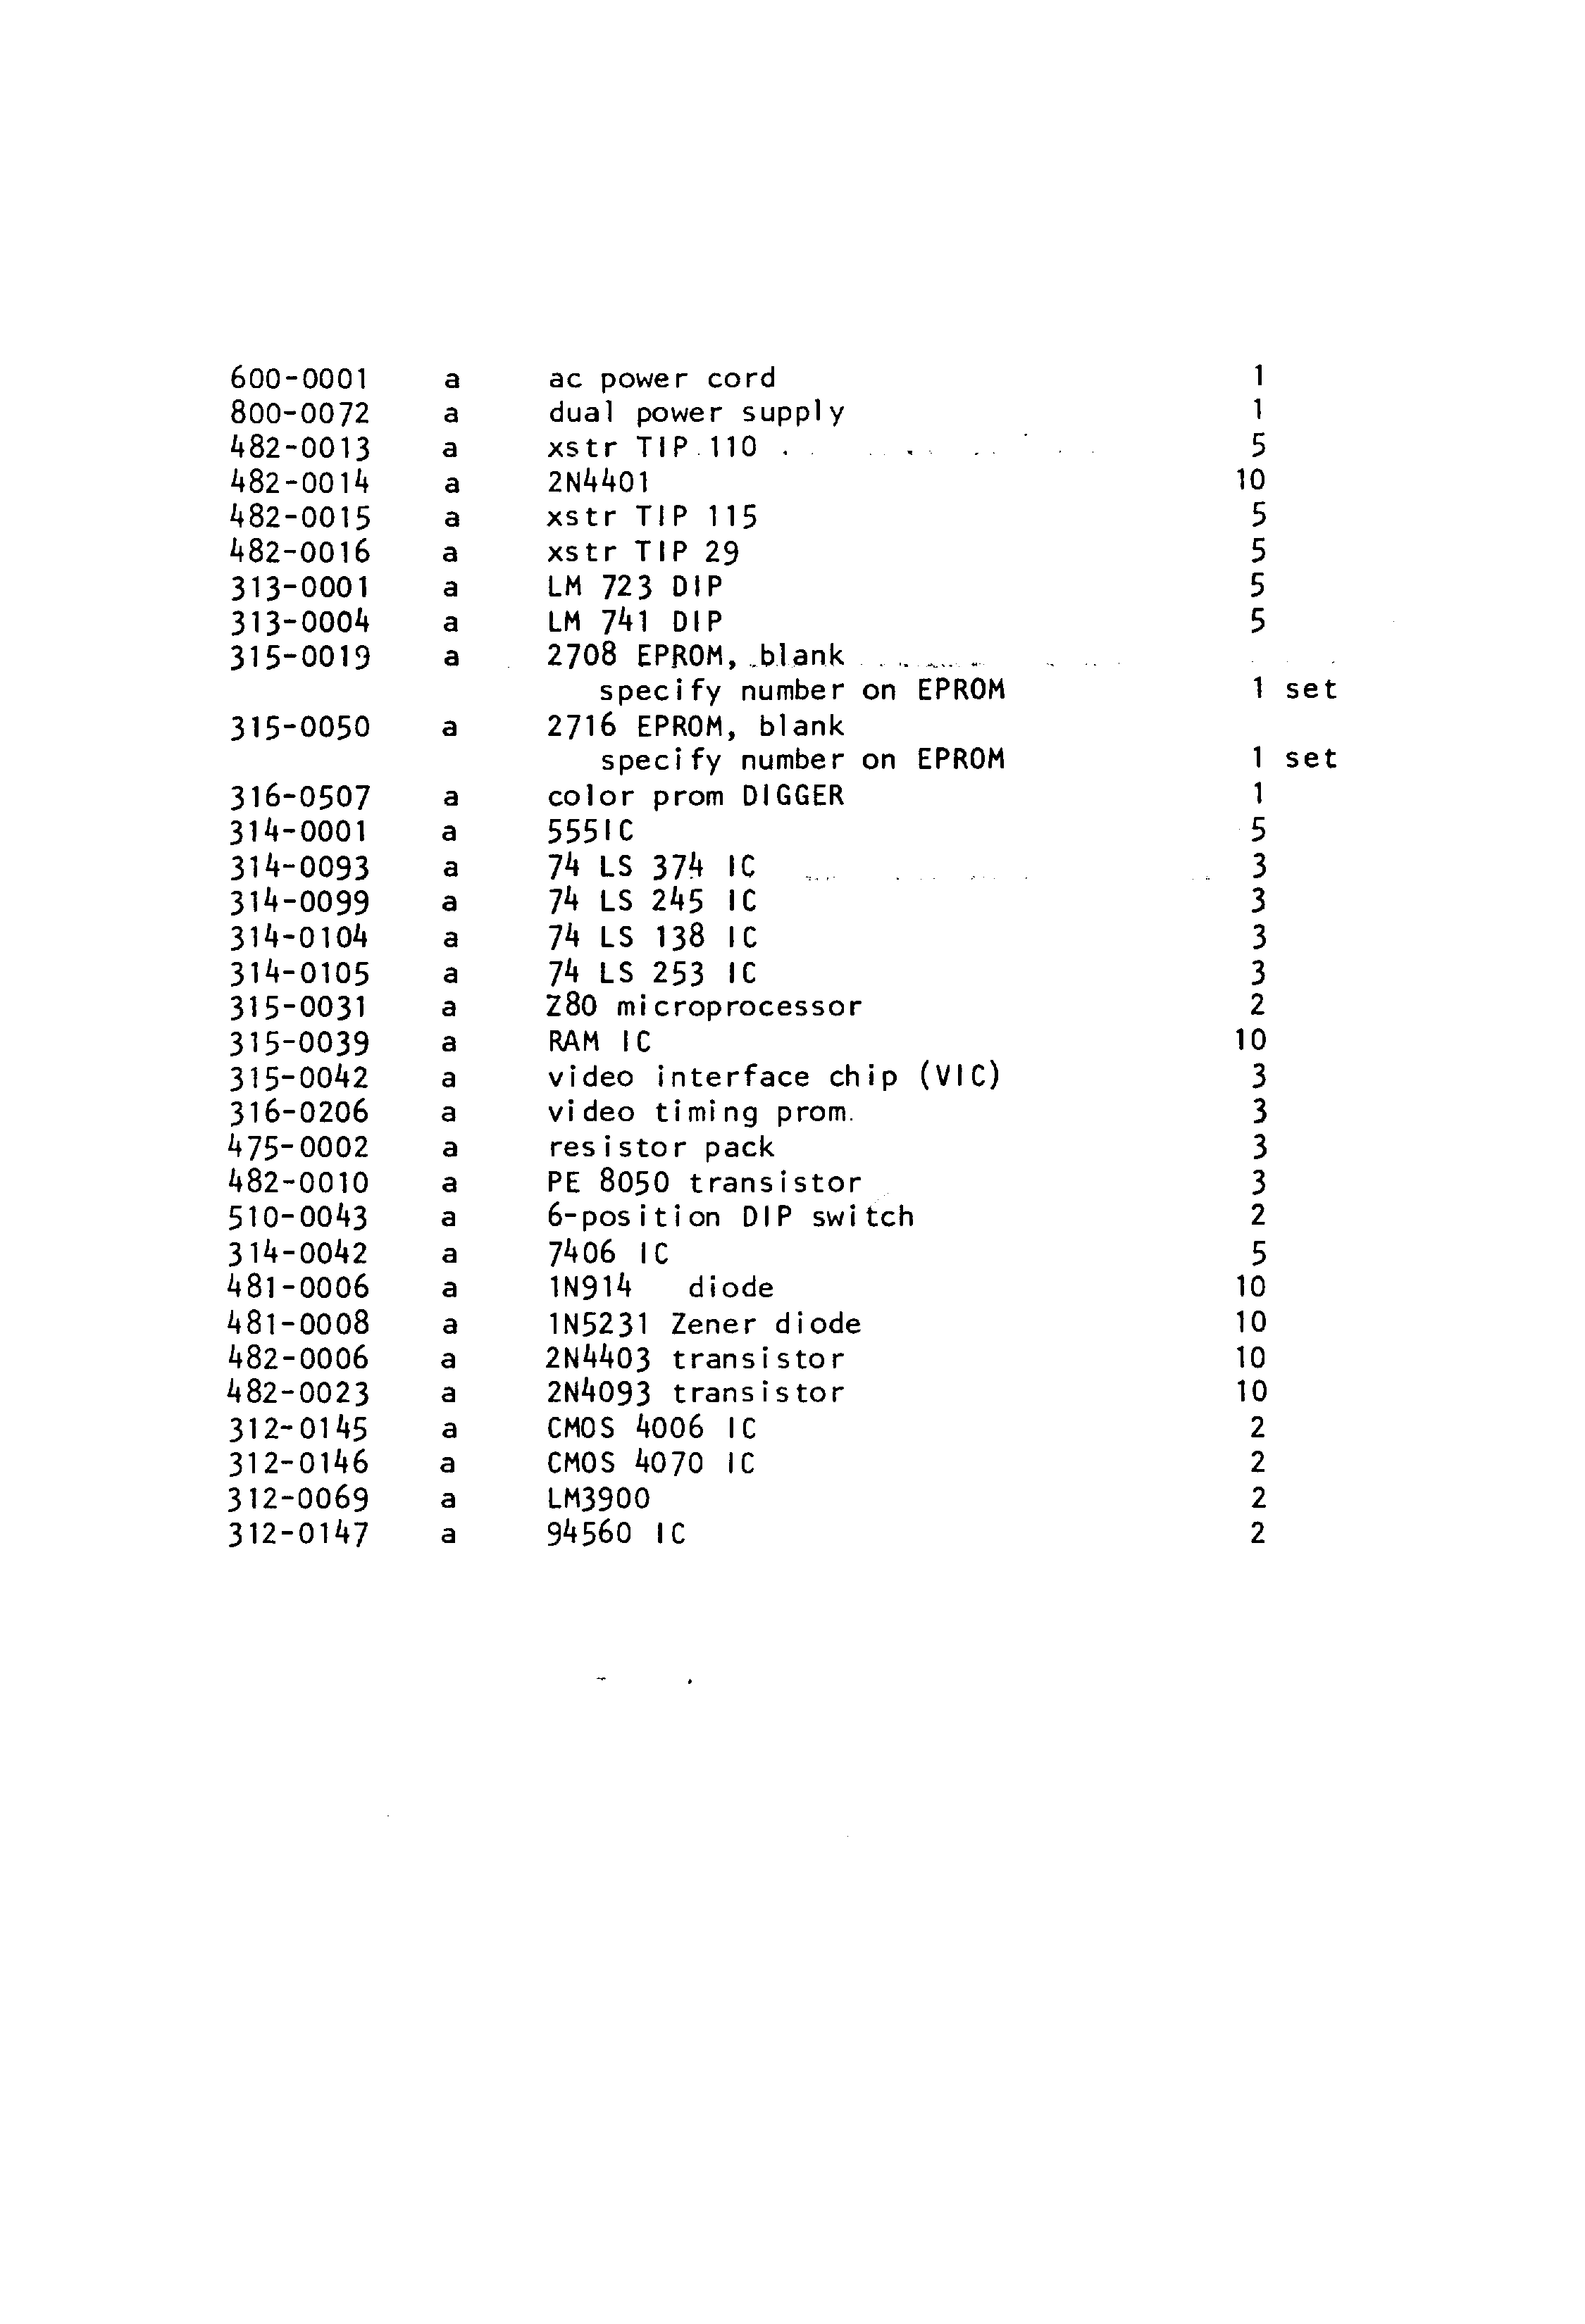 600-0001 a ac power cord 1
800-0072 a dual power supply 1
482-0013 a xstr TIP 110 5
482-0014 a 2N4401 10
482-0015 a xstr TIP 115 5
482-0016 a xstr TIP 29 5
313-0001 a LM 723 DIP 5
313-0004 a LM 741 DIP 5
315-0019 a 2708 EPROM, blank
specify number on EPROM 1 set
315-0050 a 2716 EPROM, blank
specify number on EPROM 1 set
316-0507 a color prom DIGGER 1
314-0001 a 555IC 5
314-0093 a 74 LS 374 IC 3
314-0099 a 74 LS 245 IC 3
314-0104 a 74 LS 138 IC 3
314-0105 a 74 LS 253 IC 3
315-0031 a Z80 microprocessor 2
315-0039 a RAM IC 10
315-0042 a video interface chip (VIC) 3
316-0206 a video timing prom. 3
475-0002 a resistor pack 3
482-0010 a PE 8050 transistor 3
510-0043 a 6-position DIP switch 2
314-0042 a 7406 IC 5
481-0006 a 1N914 diode 10
481-0008 a 1N5231 Zener diode 10
482-0006 a 2N4403 transistor 10
482-0023 a 2N4093 transistor 10
312-0145 a CMOS 4006 IC 2
312-0146 a CMOS 4070 IC 2
312-0069 a LM3900 2
312-0147 a 94560 IC 2